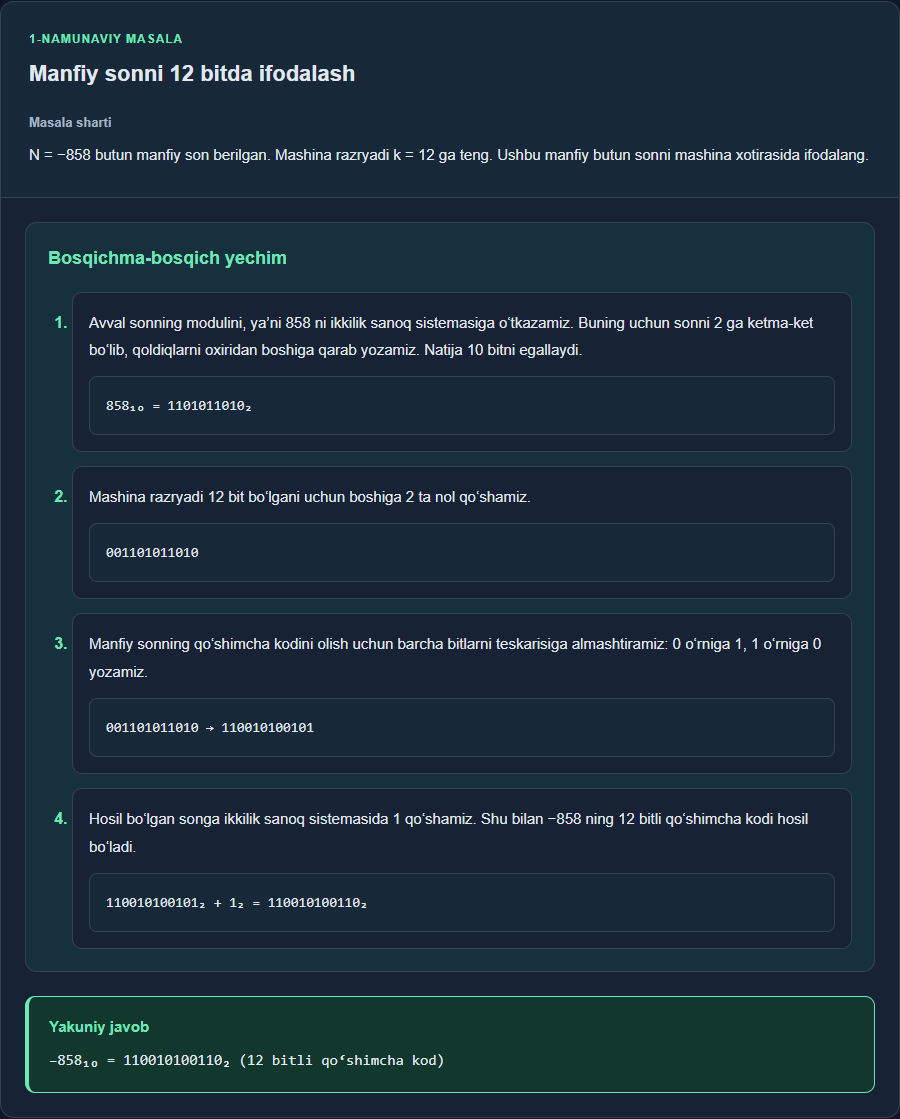 1-NAMUNAVIY MASALA
Manfiy sonni 12 bitda ifodalash
Masala sharti
N = −858 butun manfiy son berilgan. Mashina razryadi k = 12 ga teng. Ushbu manfiy butun sonni mashina xotirasida ifodalang.
Bosqichma-bosqich yechim
1. Avval sonning modulini, ya’ni 858 ni ikkilik sanoq sistemasiga o‘tkazamiz. Buning uchun sonni 2 ga ketma-ket
bo‘lib, qoldiqlarni oxiridan boshiga qarab yozamiz. Natija 10 bitni egallaydi.
858₁₀ = 1101011010₂
2. Mashina razryadi 12 bit bo‘lgani uchun boshiga 2 ta nol qo‘shamiz.
001101011010
3. Manfiy sonning qo‘shimcha kodini olish uchun barcha bitlarni teskarisiga almashtiramiz: 0 o‘rniga 1, 1 o‘rniga 0
yozamiz.
001101011010 → 110010100101
4. Hosil bo‘lgan songa ikkilik sanoq sistemasida 1 qo‘shamiz. Shu bilan −858 ning 12 bitli qo‘shimcha kodi hosil
bo‘ladi.
110010100101₂ + 1₂ = 110010100110₂
Yakuniy javob
−858₁₀ = 110010100110₂ (12 bitli qo‘shimcha kod)